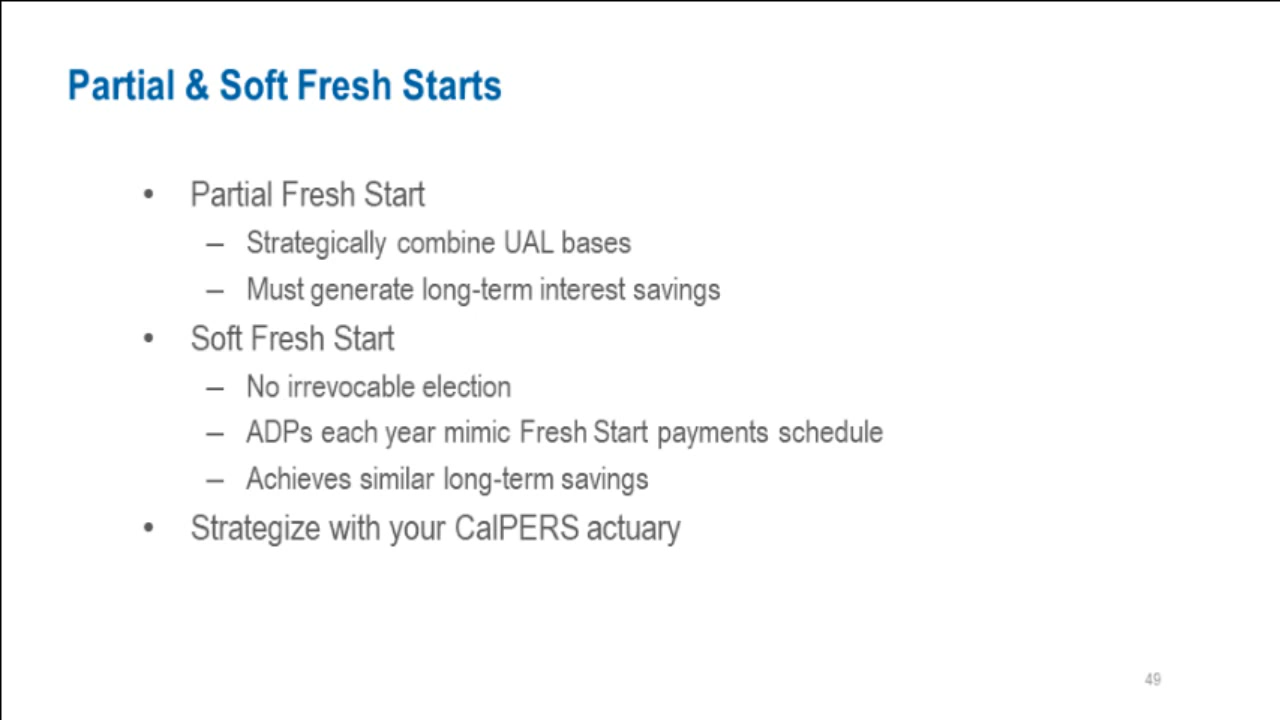 Partial & Soft Fresh Starts
• Partial Fresh Start
– Strategically combine UAL bases
– Must generate long-term interest savings
• Soft Fresh Start
– No irrevocable election
– ADPs each year mimic Fresh Start payments schedule
– Achieves similar long-term savings
• Strategize with your CalPERS actuary
49